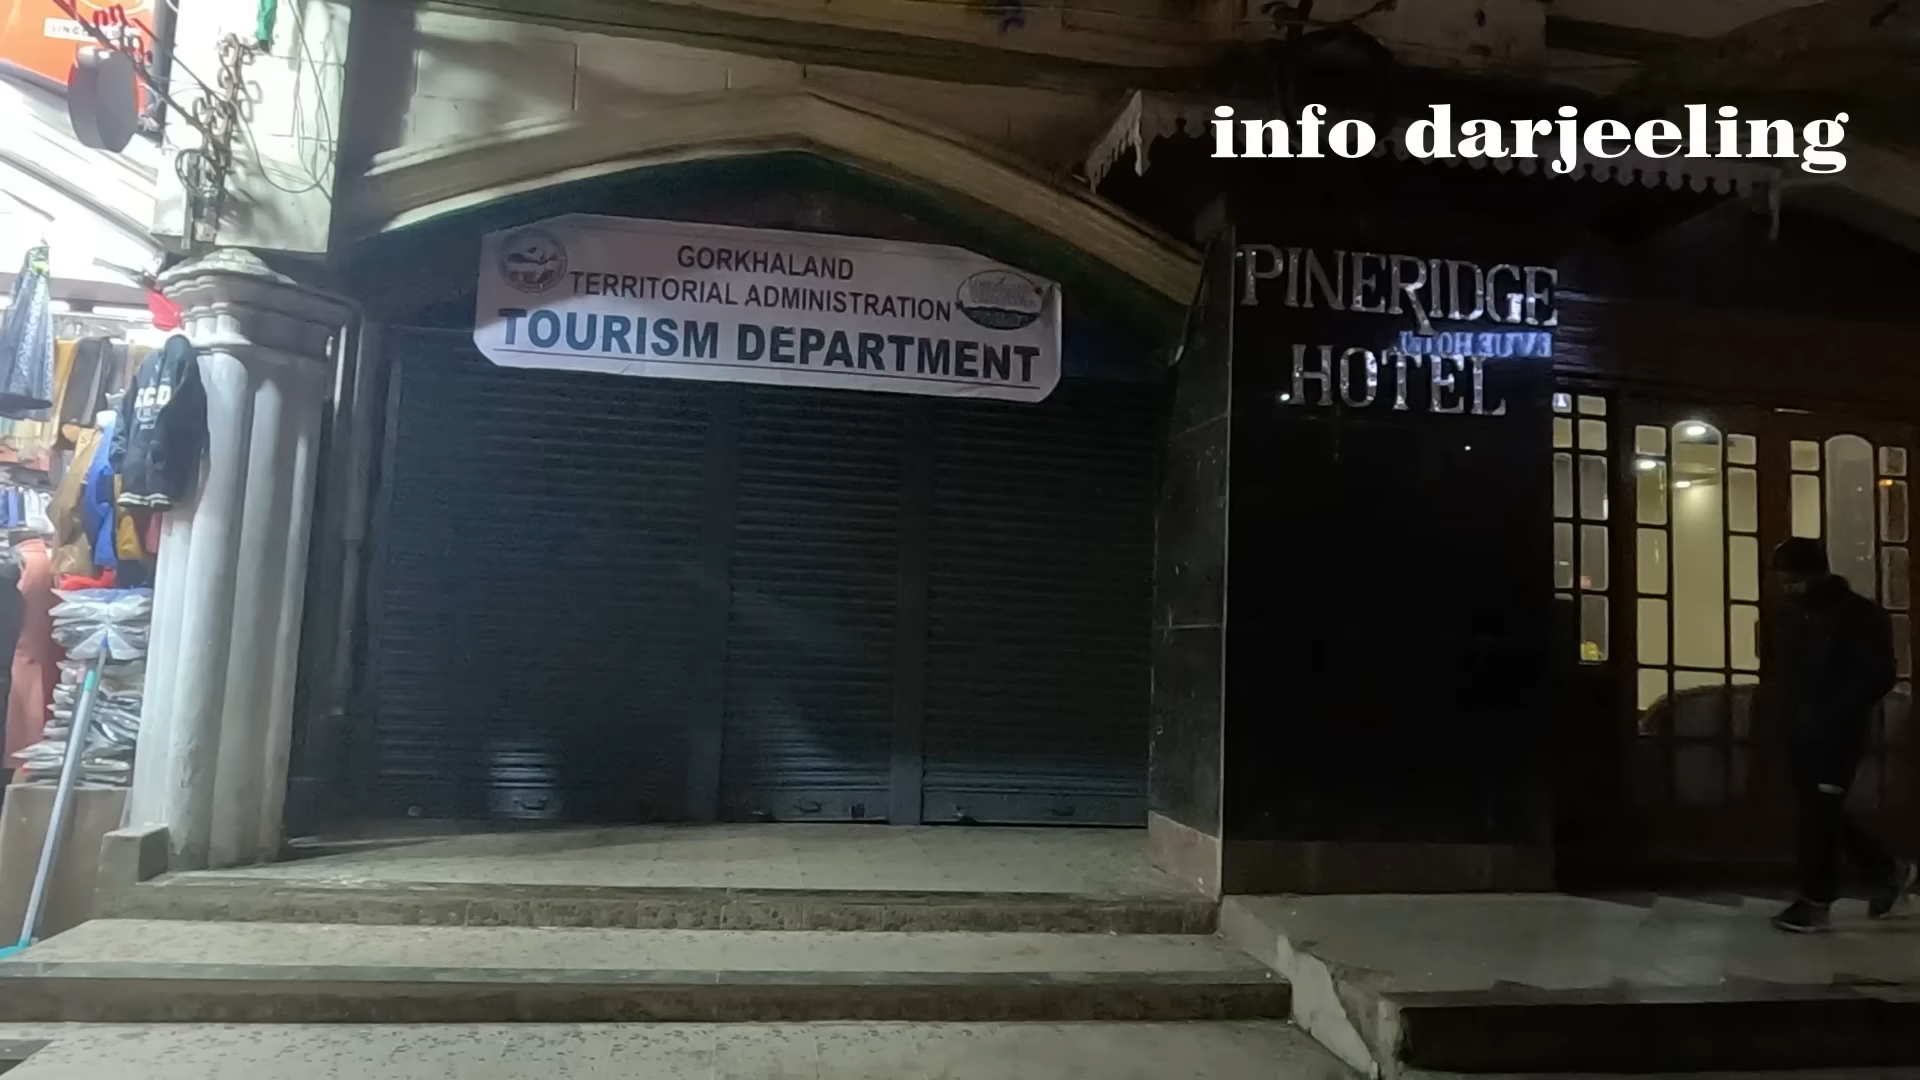 info darjeeling
GORKHALAND
TERRITORIAL ADMINISTRATION
TOURISM DEPARTMENT
PINERIDGE
HOTEL